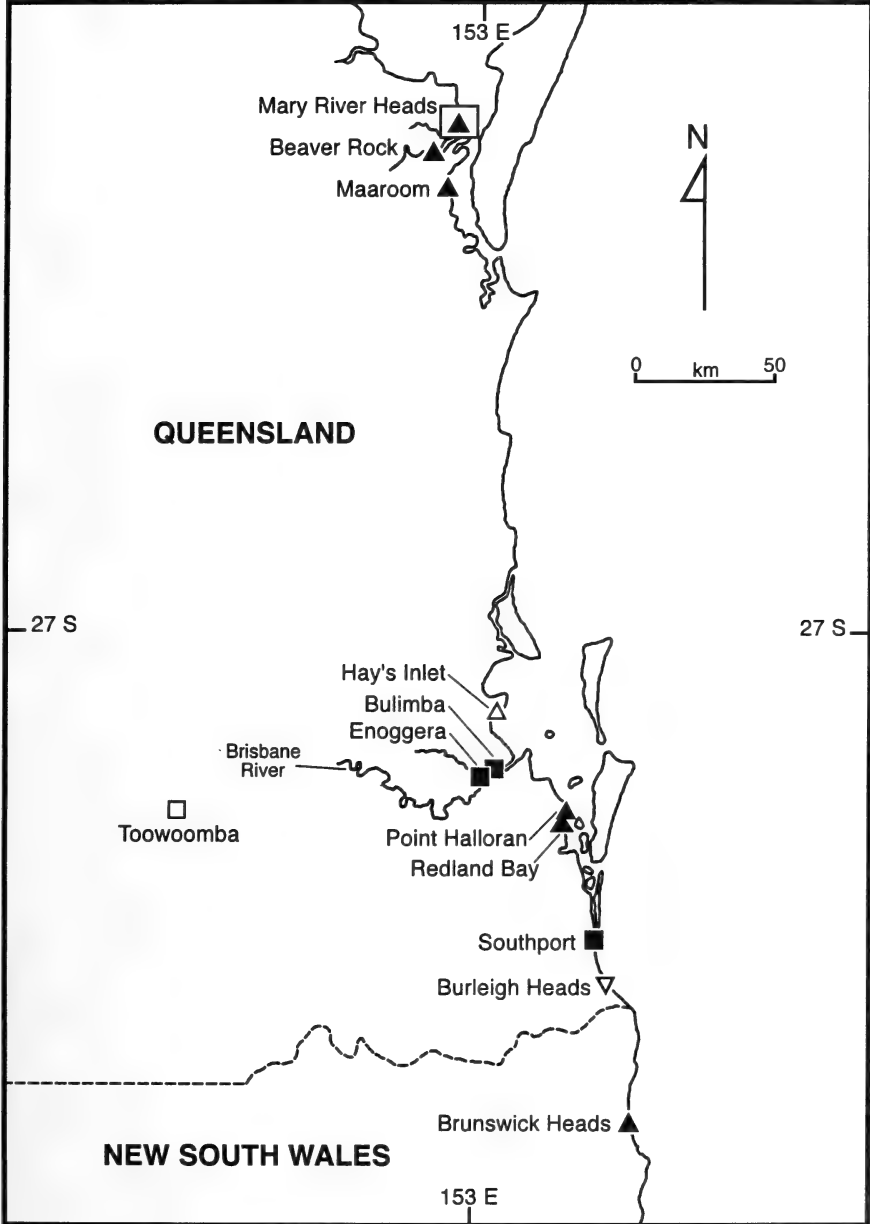 153 E
Mary River Heads
Beaver Rock
Maaroom
N
0 km 50
QUEENSLAND
27 S
27 S
Hay's Inlet
Bulimba
Enoggera
Brisbane
River
Toowoomba
Point Halloran
Redland Bay
Southport
Burleigh Heads
Brunswick Heads
NEW SOUTH WALES
153 E